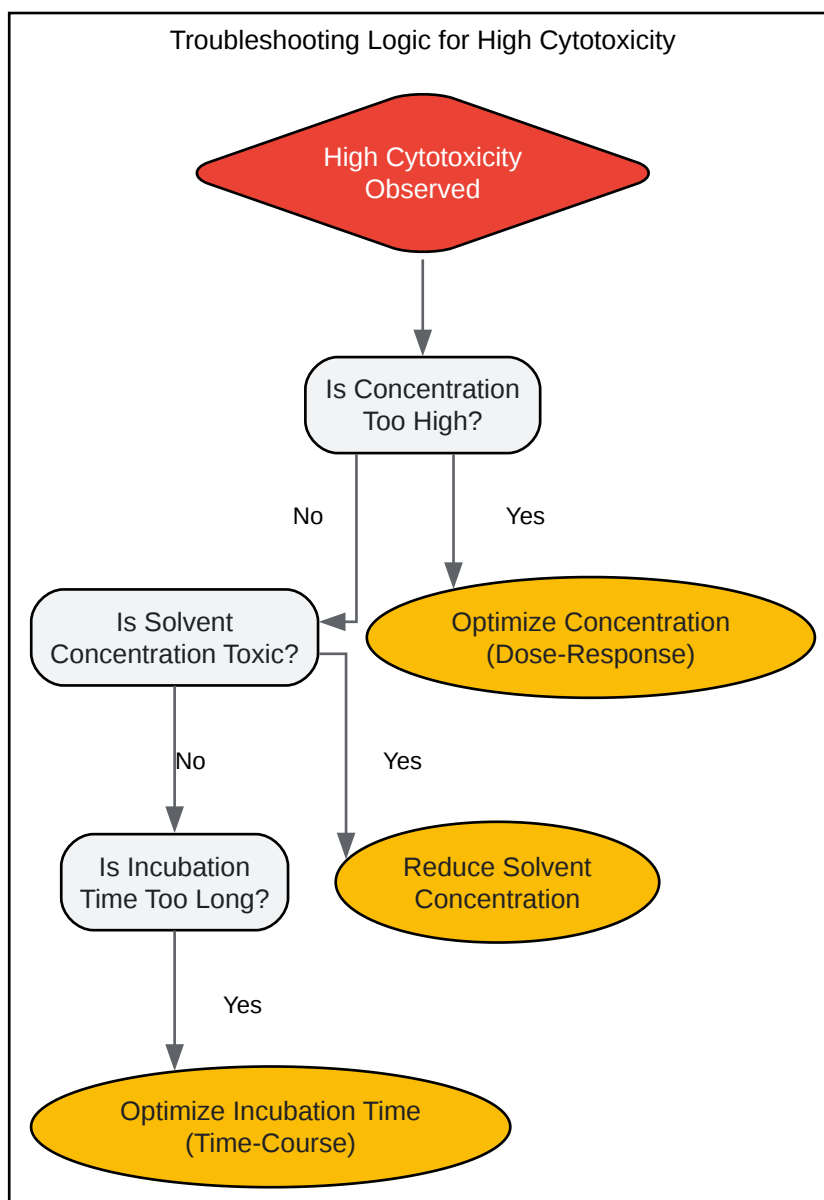 Troubleshooting Logic for High Cytotoxicity
High Cytotoxicity
Observed
Is Concentration
Too High?
No
Yes
Is Solvent
Concentration Toxic?
Optimize Concentration
(Dose-Response)
No
Yes
Is Incubation
Time Too Long?
Reduce Solvent
Concentration
Yes
Optimize Incubation Time
(Time-Course)